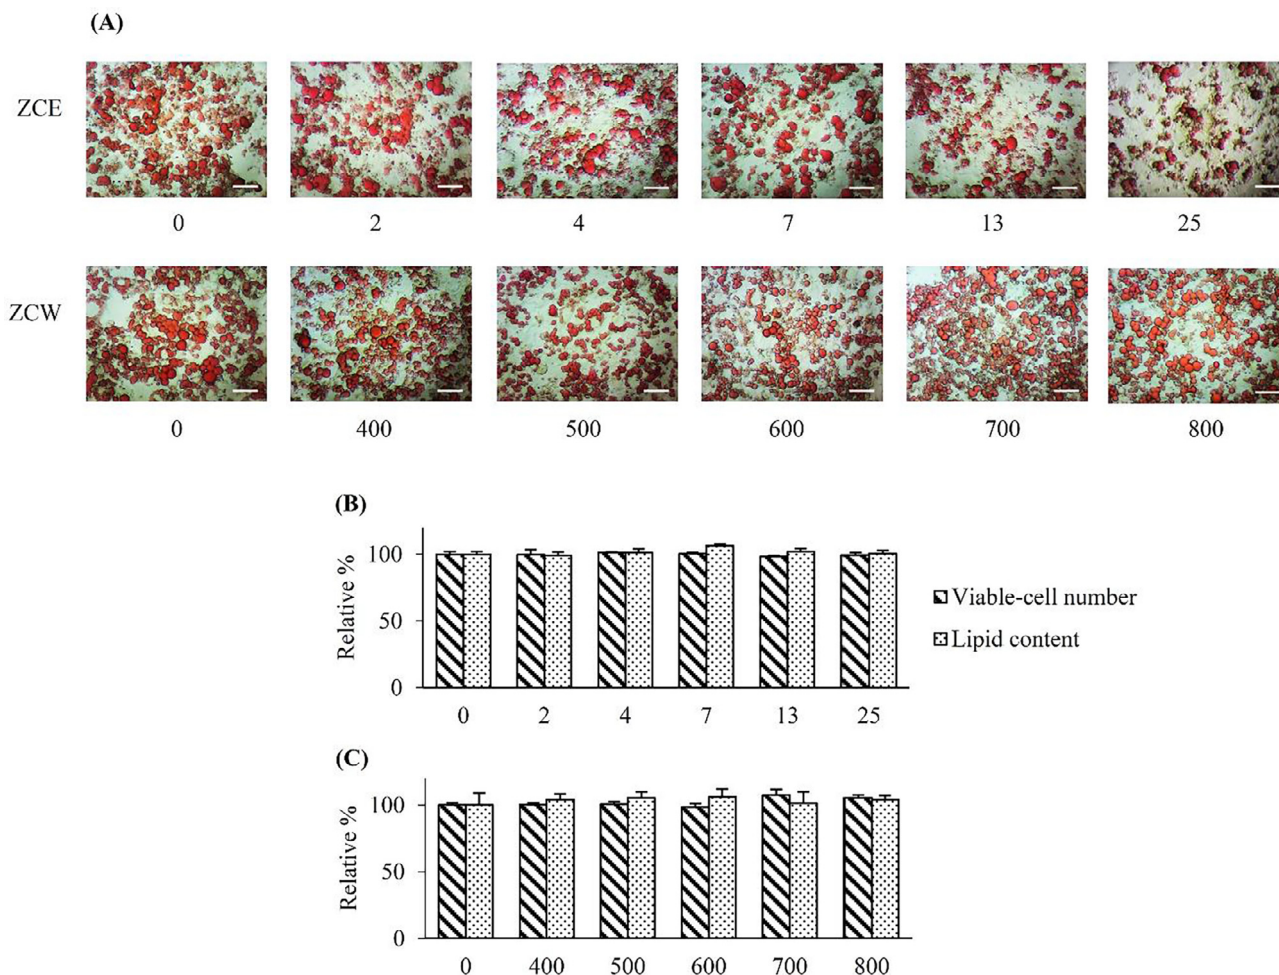 (A)
ZCE
0 2 4 7 13 25
ZCW
0 400 500 600 700 800
(B)
Relative %
100
50
0
0 2 4 7 13 25
Viable-cell number
Lipid content
(C)
Relative %
100
50
0
0 400 500 600 700 800